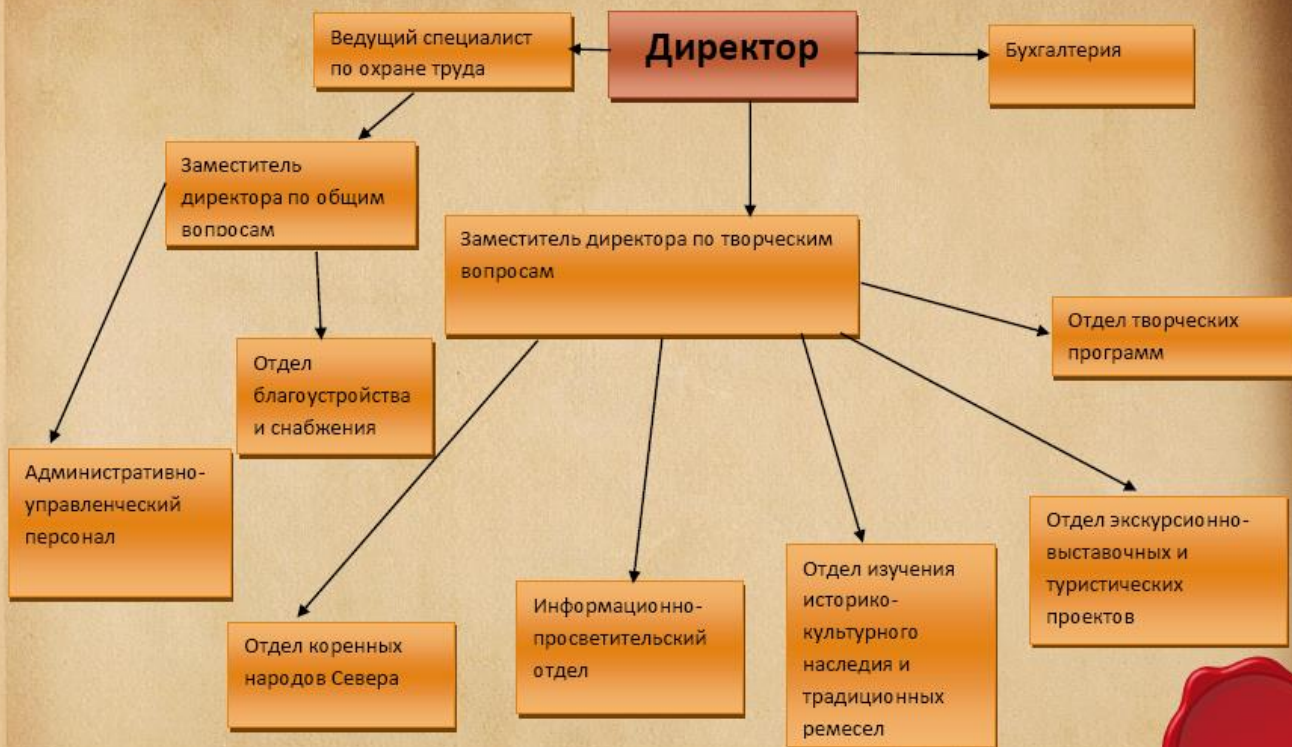 Директор
Ведущий специалист
по охране труда
Бухгалтерия
Заместитель
директора по общим
вопросам
Заместитель директора по творческим
вопросам
Отдел творческих
программ
Отдел
благоустройства
и снабжения
Административно-
управленческий
персонал
Отдел коренных
народов Севера
Информационно-
просветительский
отдел
Отдел изучения
историко-
культурного
наследия и
традиционных
ремесел
Отдел экскурсионно-
выставочных и
туристических
проектов